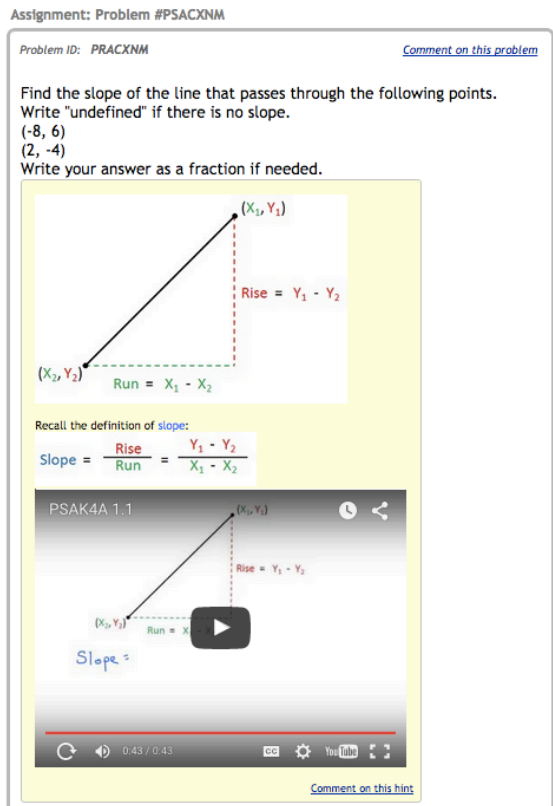 Assignment: Problem #PSACXNM
Problem ID: PRACXNM
Comment on this problem
Find the slope of the line that passes through the following points.
Write "undefined" if there is no slope.
(-8, 6)
(2, -4)
Write your answer as a fraction if needed.
(X₁, Y₁)
Rise = Y₁ - Y₂
(X₂, Y₂)
Run = X₁ - X₂
Recall the definition of slope:
Slope = Rise / Run = Y₁ - Y₂ / X₁ - X₂
PSAK4A 1.1
(X₁, Y₁)
Rise = Y₁ - Y₂
(X₂, Y₂)
Run = X
Slope =
0:43 / 0:43
CC
YouTube
Comment on this hint